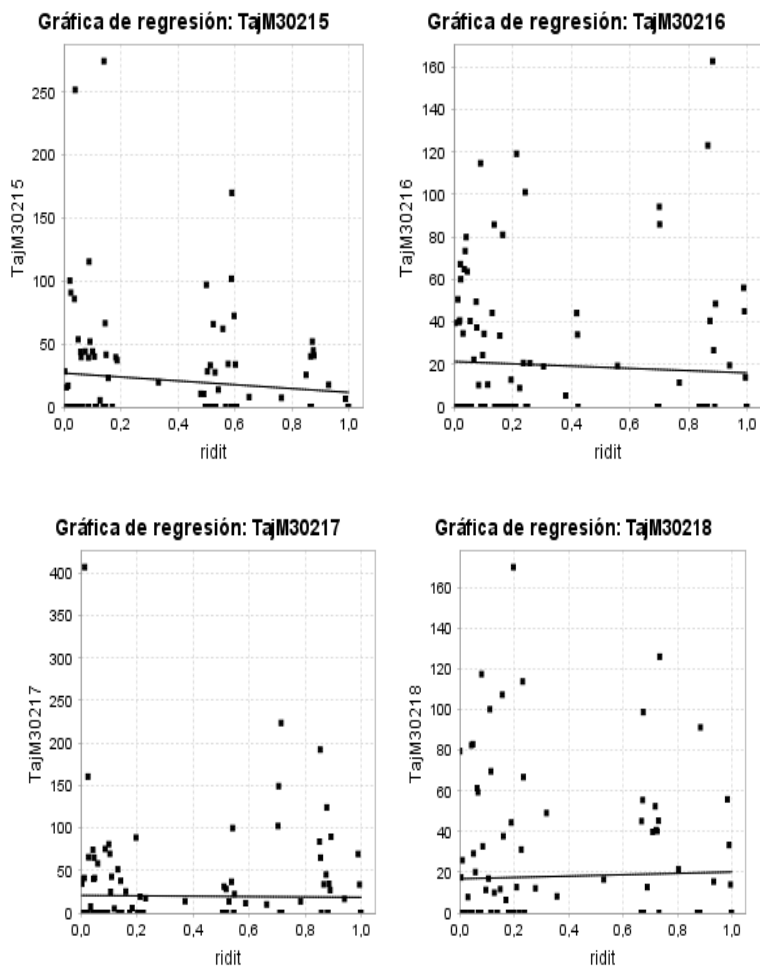 Gráfica de regresión: TajM30215
Gráfica de regresión: TajM30216
250
200
150
100
50
0
TajM30215
0,0 0,2 0,4 0,6 0,8 1,0
ridit
160
140
120
100
80
60
40
20
0
TajM30216
0,0 0,2 0,4 0,6 0,8 1,0
ridit
Gráfica de regresión: TajM30217
Gráfica de regresión: TajM30218
400
350
300
250
200
150
100
50
0
TajM30217
0,0 0,2 0,4 0,6 0,8 1,0
ridit
160
140
120
100
80
60
40
20
0
TajM30218
0,0 0,2 0,4 0,6 0,8 1,0
ridit